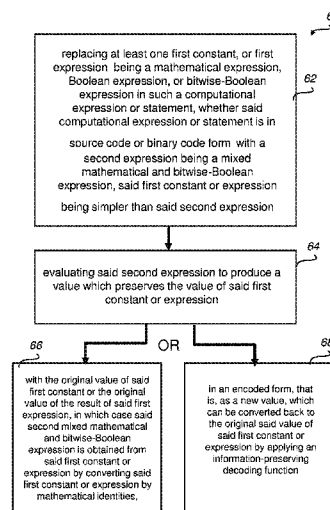 replacing at least one first constant, or first
expression being a mathematical expression,
Boolean expression, or bitwise-Boolean
expression in such a computational
expression or statement, whether said
computational expression or statement is in
source code or binary code form with a
second expression being a mixed
mathematical and bitwise-Boolean
expression, said first constant or expression
being simpler than said second expression
62
evaluating said second expression to produce a
value which preserves the value of said first
constant or expression
64
OR
66
with the original value of said
first constant or the original
value of the result of said first
expression, in which case said
second mixed mathematical
and bitwise-Boolean
expression is obtained from
said first constant or
expression by converting said
first constant or expression by
mathematical identities,
in an encoded form, that
is, as a new value, which
can be converted back to
the original said value of
said first constant or
expression by applying an
information-preserving
decoding function